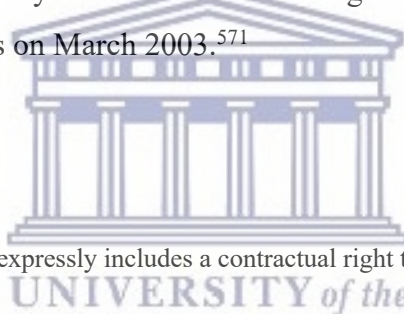 s on March 2003.571
expressly includes a contractual right t
UNIVERSITY of the